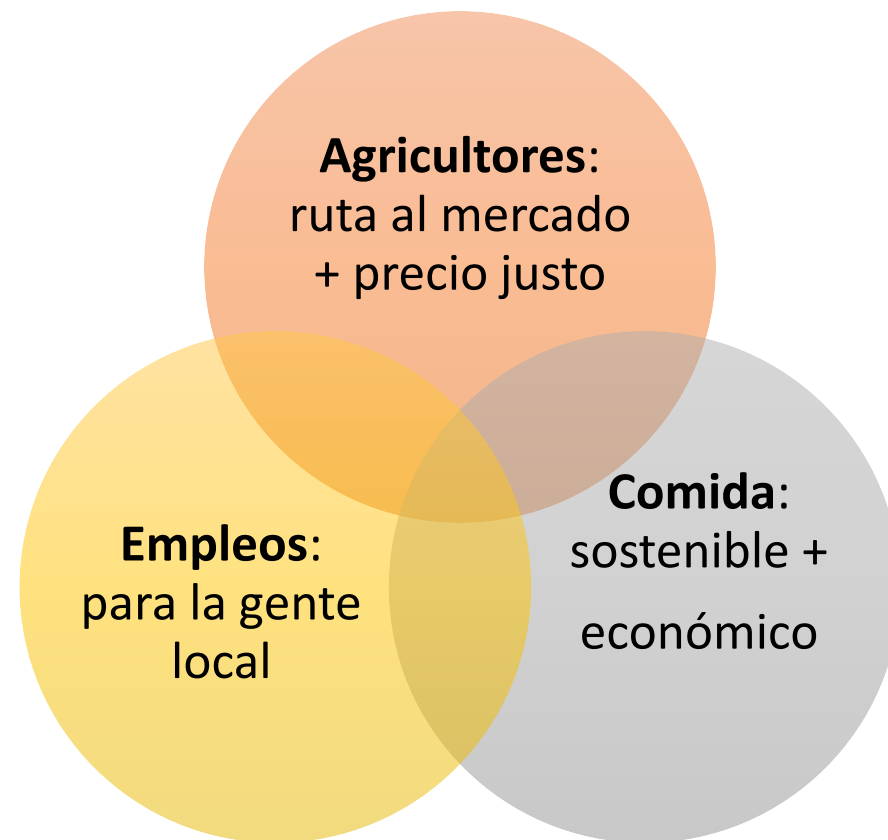 Agricultores:
ruta al mercado
+ precio justo
Empleos:
para la gente
local
Comida:
sostenible +
económico